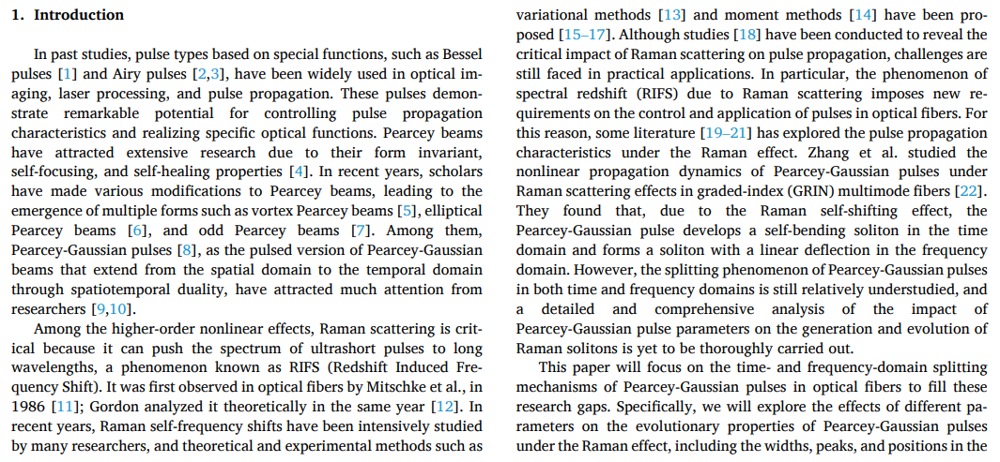 1. Introduction
In past studies, pulse types based on special functions, such as Bessel
pulses [1] and Airy pulses [2,3], have been widely used in optical im-
aging, laser processing, and pulse propagation. These pulses demon-
strate remarkable potential for controlling pulse propagation
characteristics and realizing specific optical functions. Pearcey beams
have attracted extensive research due to their form invariant,
self-focusing, and self-healing properties [4]. In recent years, scholars
have made various modifications to Pearcey beams, leading to the
emergence of multiple forms such as vortex Pearcey beams [5], elliptical
Pearcey beams [6], and odd Pearcey beams [7]. Among them,
Pearcey-Gaussian pulses [8], as the pulsed version of Pearcey-Gaussian
beams that extend from the spatial domain to the temporal domain
through spatiotemporal duality, have attracted much attention from
researchers [9,10].
Among the higher-order nonlinear effects, Raman scattering is crit-
ical because it can push the spectrum of ultrashort pulses to long
wavelengths, a phenomenon known as RIFS (Redshift Induced Fre-
quency Shift). It was first observed in optical fibers by Mitschke et al., in
1986 [11]; Gordon analyzed it theoretically in the same year [12]. In
recent years, Raman self-frequency shifts have been intensively studied
by many researchers, and theoretical and experimental methods such as
variational methods [13] and moment methods [14] have been pro-
posed [15–17]. Although studies [18] have been conducted to reveal the
critical impact of Raman scattering on pulse propagation, challenges are
still faced in practical applications. In particular, the phenomenon of
spectral redshift (RIFS) due to Raman scattering imposes new re-
quirements on the control and application of pulses in optical fibers. For
this reason, some literature [19–21] has explored the pulse propagation
characteristics under the Raman effect. Zhang et al. studied the
nonlinear propagation dynamics of Pearcey-Gaussian pulses under
Raman scattering effects in graded-index (GRIN) multimode fibers [22].
They found that, due to the Raman self-shifting effect, the
Pearcey-Gaussian pulse develops a self-bending soliton in the time
domain and forms a soliton with a linear deflection in the frequency
domain. However, the splitting phenomenon of Pearcey-Gaussian pulses
in both time and frequency domains is still relatively understudied, and
a detailed and comprehensive analysis of the impact of
Pearcey-Gaussian pulse parameters on the generation and evolution of
Raman solitons is yet to be thoroughly carried out.
This paper will focus on the time- and frequency-domain splitting
mechanisms of Pearcey-Gaussian pulses in optical fibers to fill these
research gaps. Specifically, we will explore the effects of different pa-
rameters on the evolutionary properties of Pearcey-Gaussian pulses
under the Raman effect, including the widths, peaks, and positions in the